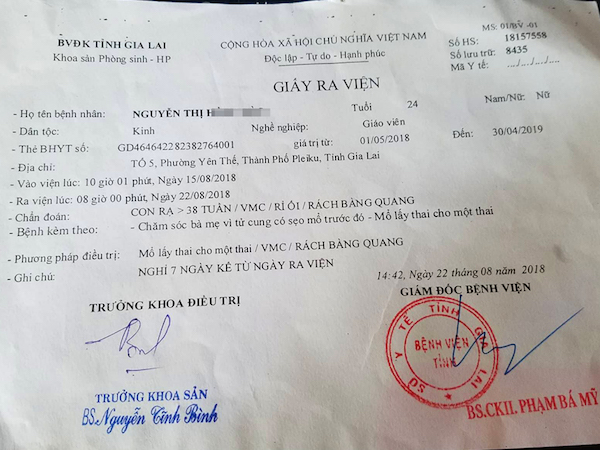 MS: 01/BV -01
BVĐK TỈNH GIA LAI
Khoa sản Phòng sinh - HP
CỘNG HÒA XÃ HỘI CHỦ NGHĨA VIỆT NAM
Độc lập - Tự do - Hạnh phúc
Số HS: 18157558
Số lưu trữ: 8435
Mã Y tế: ..../..../..../....
GIẤY RA VIỆN
- Họ tên bệnh nhân: NGUYỄN THỊ Tuổi 24 Nam/Nữ: Nữ
- Dân tộc: Kinh Nghề nghiệp: Giáo viên
- Thẻ BHYT số: GD464642282382764001 giá trị từ: 01/05/2018 Đến: 30/04/2019
- Địa chỉ: TỔ 5, Phường Yên Thế, Thành Phố Pleiku, Tỉnh Gia Lai
- Vào viện lúc: 10 giờ 01 phút, Ngày 15/08/2018
- Ra viện lúc: 08 giờ 00 phút, Ngày 22/08/2018
- Chẩn đoán: CON RẠ > 38 TUẦN / VMC / RỈ ỐI / RÁCH BÀNG QUANG
- Bệnh kèm theo: - Chăm sóc bà mẹ vì tử cung có sẹo mổ trước đó - Mổ lấy thai cho một thai
- Phương pháp điều trị: Mổ lấy thai cho một thai / VMC / RÁCH BÀNG QUANG
- Ghi chú: NGHỈ 7 NGÀY KỂ TỪ NGÀY RA VIỆN
14:42, Ngày 22 tháng 08 năm 2018
TRƯỞNG KHOA ĐIỀU TRỊ
GIÁM ĐỐC BỆNH VIỆN
SỞ Y TẾ TỈNH GIA LAI
BỆNH VIỆN
TỈNH
TRƯỞNG KHOA SẢN
BS.Nguyễn Tĩnh Bình
BS.CKII. PHẠM BÁ MỸ